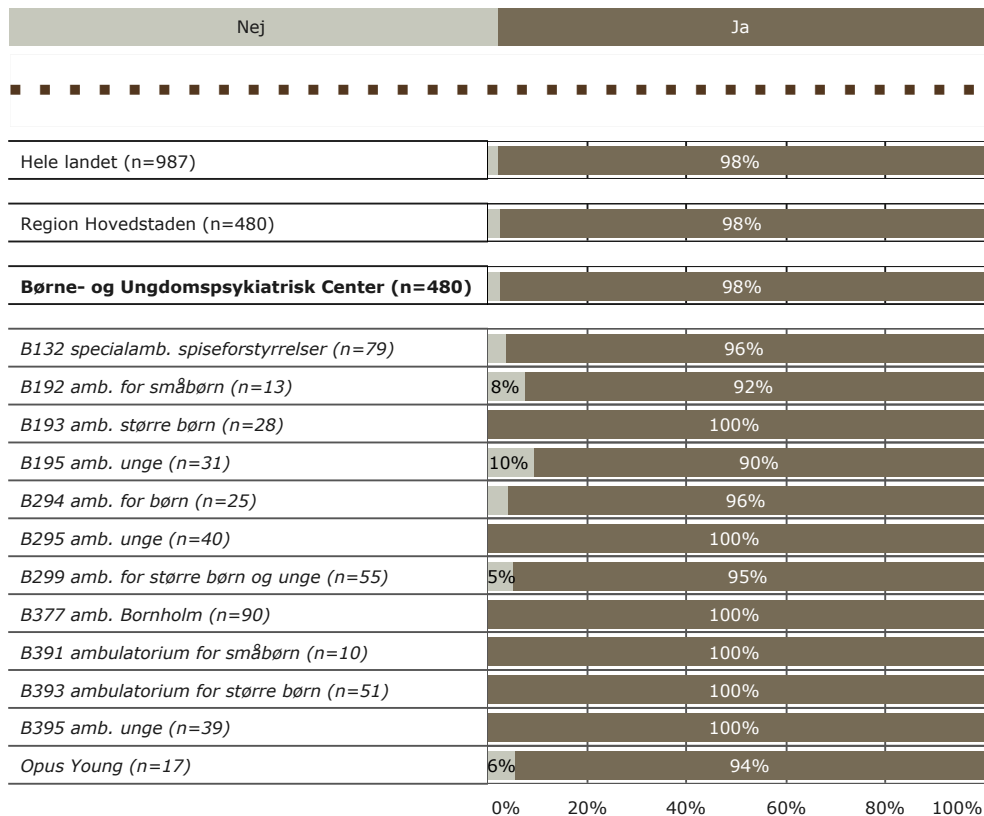 Nej Ja
Hele landet (n=987) 98%
Region Hovedstaden (n=480) 98%
Børne- og Ungdomspsykiatrisk Center (n=480) 98%
B132 specialamb. spiseforstyrrelser (n=79) 96%
B192 amb. for småbørn (n=13) 8% 92%
B193 amb. større børn (n=28) 100%
B195 amb. unge (n=31) 10% 90%
B294 amb. for børn (n=25) 96%
B295 amb. unge (n=40) 100%
B299 amb. for større børn og unge (n=55) 5% 95%
B377 amb. Bornholm (n=90) 100%
B391 ambulatorium for småbørn (n=10) 100%
B393 ambulatorium for større børn (n=51) 100%
B395 amb. unge (n=39) 100%
Opus Young (n=17) 6% 94%
0% 20% 40% 60% 80% 100%